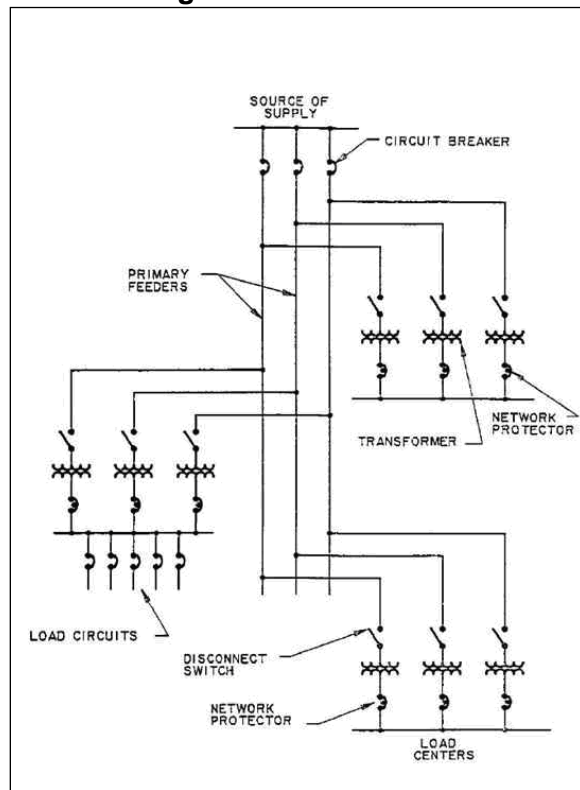 SOURCE OF
SUPPLY
CIRCUIT BREAKER
PRIMARY
FEEDERS
NETWORK
PROTECTOR
TRANSFORMER
LOAD CIRCUITS
DISCONNECT
SWITCH
NETWORK
PROTECTOR
LOAD
CENTERS